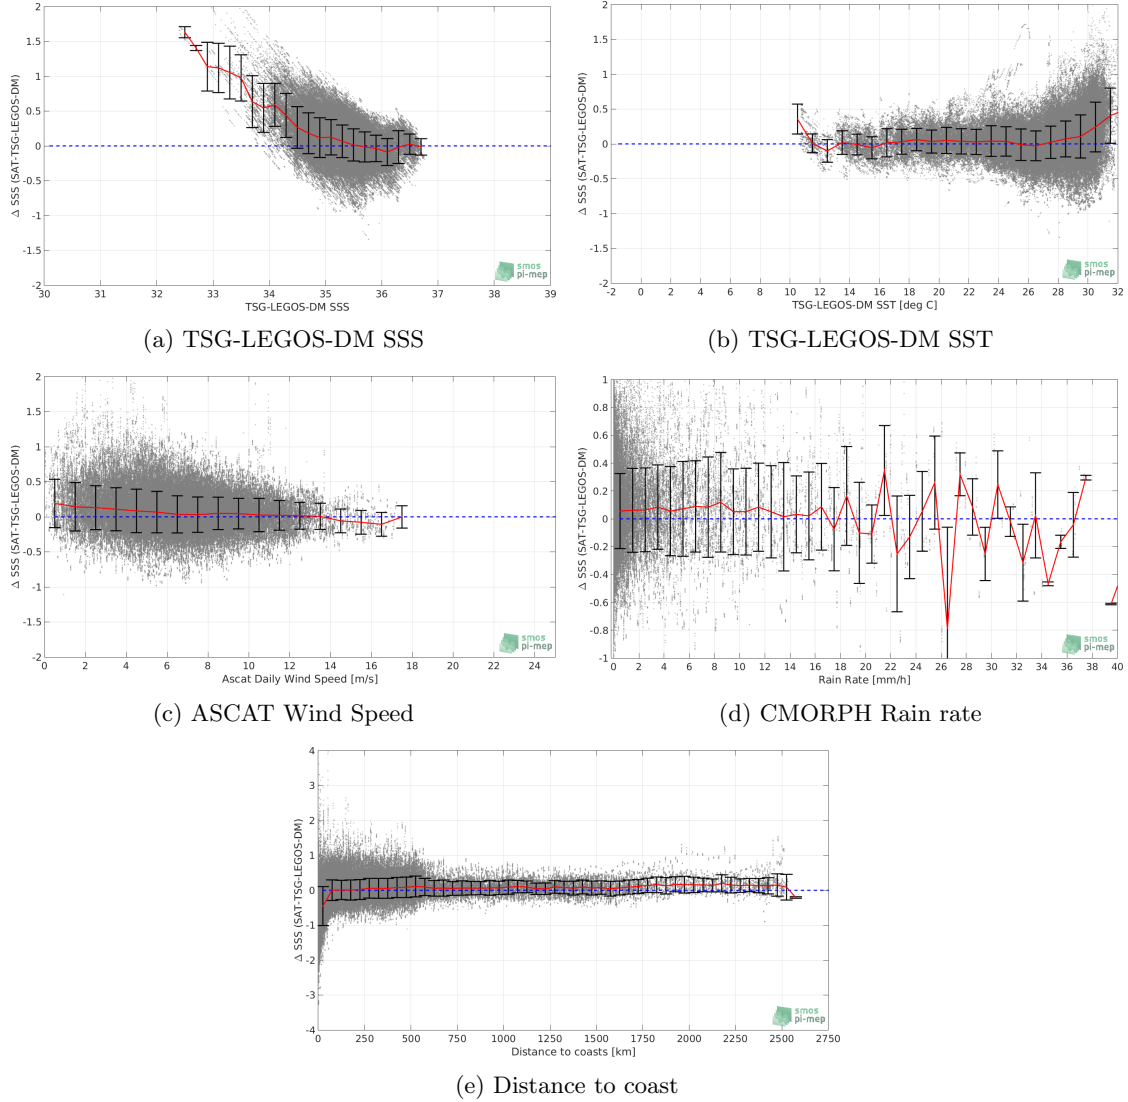 2
1.5
1
0.5
0
-0.5
-1
-1.5
-2
Δ SSS (SAT-TSG-LEGOS-DM)
30 31 32 33 34 35 36 37 38 39
TSG-LEGOS-DM SSS
smos
pi-mep
(a) TSG-LEGOS-DM SSS
2
1.5
1
0.5
0
-0.5
-1
-1.5
-2
Δ SSS (SAT-TSG-LEGOS-DM)
-2 0 2 4 6 8 10 12 14 16 18 20 22 24 26 28 30 32
TSG-LEGOS-DM SST [deg C]
smos
pi-mep
(b) TSG-LEGOS-DM SST
2
1.5
1
0.5
0
-0.5
-1
-1.5
-2
Δ SSS (SAT-TSG-LEGOS-DM)
0 2 4 6 8 10 12 14 16 18 20 22 24
Ascat Daily Wind Speed [m/s]
smos
pi-mep
(c) ASCAT Wind Speed
1
0.8
0.6
0.4
0.2
0
-0.2
-0.4
-0.6
-0.8
-1
Δ SSS (SAT-TSG-LEGOS-DM)
0 2 4 6 8 10 12 14 16 18 20 22 24 26 28 30 32 34 36 38 40
Rain Rate [mm/h]
smos
pi-mep
(d) CMORPH Rain rate
4
3
2
1
0
-1
-2
-3
-4
Δ SSS (SAT-TSG-LEGOS-DM)
0 250 500 750 1000 1250 1500 1750 2000 2250 2500 2750
Distance to coasts [km]
smos
pi-mep
(e) Distance to coast